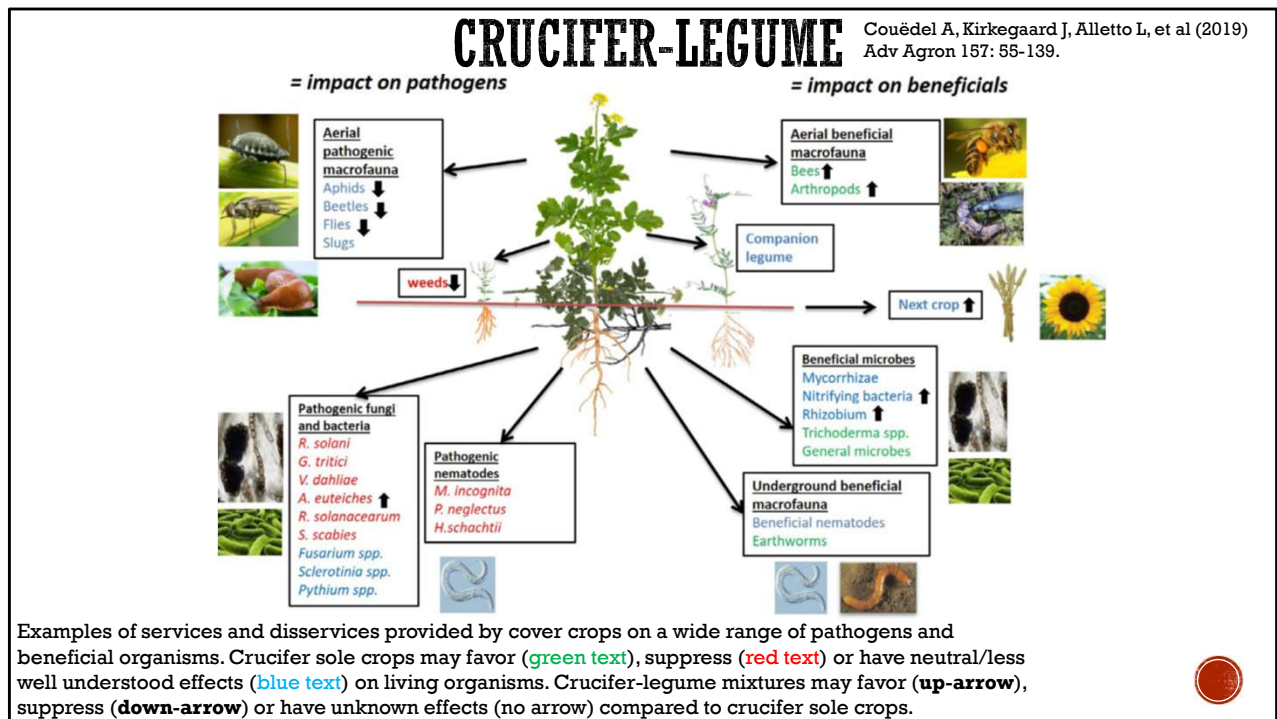 CRUCIFER-LEGUME
Couëdel A, Kirkegaard J, Alletto L, et al (2019)
Adv Agron 157: 55-139.
= impact on pathogens
= impact on beneficials
Aerial
pathogenic
macrofauna
Aphids
Beetles
Flies
Slugs
Aerial beneficial
macrofauna
Bees
Arthropods
Companion
legume
weeds
Next crop
Pathogenic fungi
and bacteria
R. solani
G. tritici
V. dahliae
A. euteiches
R. solanacearum
S. scabies
Fusarium spp.
Sclerotinia spp.
Pythium spp.
Pathogenic
nematodes
M. incognita
P. neglectus
H.schachtii
Beneficial microbes
Mycorrhizae
Nitrifying bacteria
Rhizobium
Trichoderma spp.
General microbes
Underground beneficial
macrofauna
Beneficial nematodes
Earthworms
Examples of services and disservices provided by cover crops on a wide range of pathogens and
beneficial organisms. Crucifer sole crops may favor (green text), suppress (red text) or have neutral/less
well understood effects (blue text) on living organisms. Crucifer-legume mixtures may favor (up-arrow),
suppress (down-arrow) or have unknown effects (no arrow) compared to crucifer sole crops.